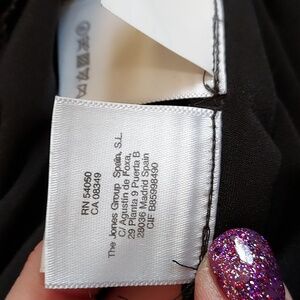 RN 54050
CA 08349
The Jones Group Spain, S.L.
C/ Agustin de Foxa,
29 Planta 9 Puerta B
28036 Madrid Spain
CIF B85998490